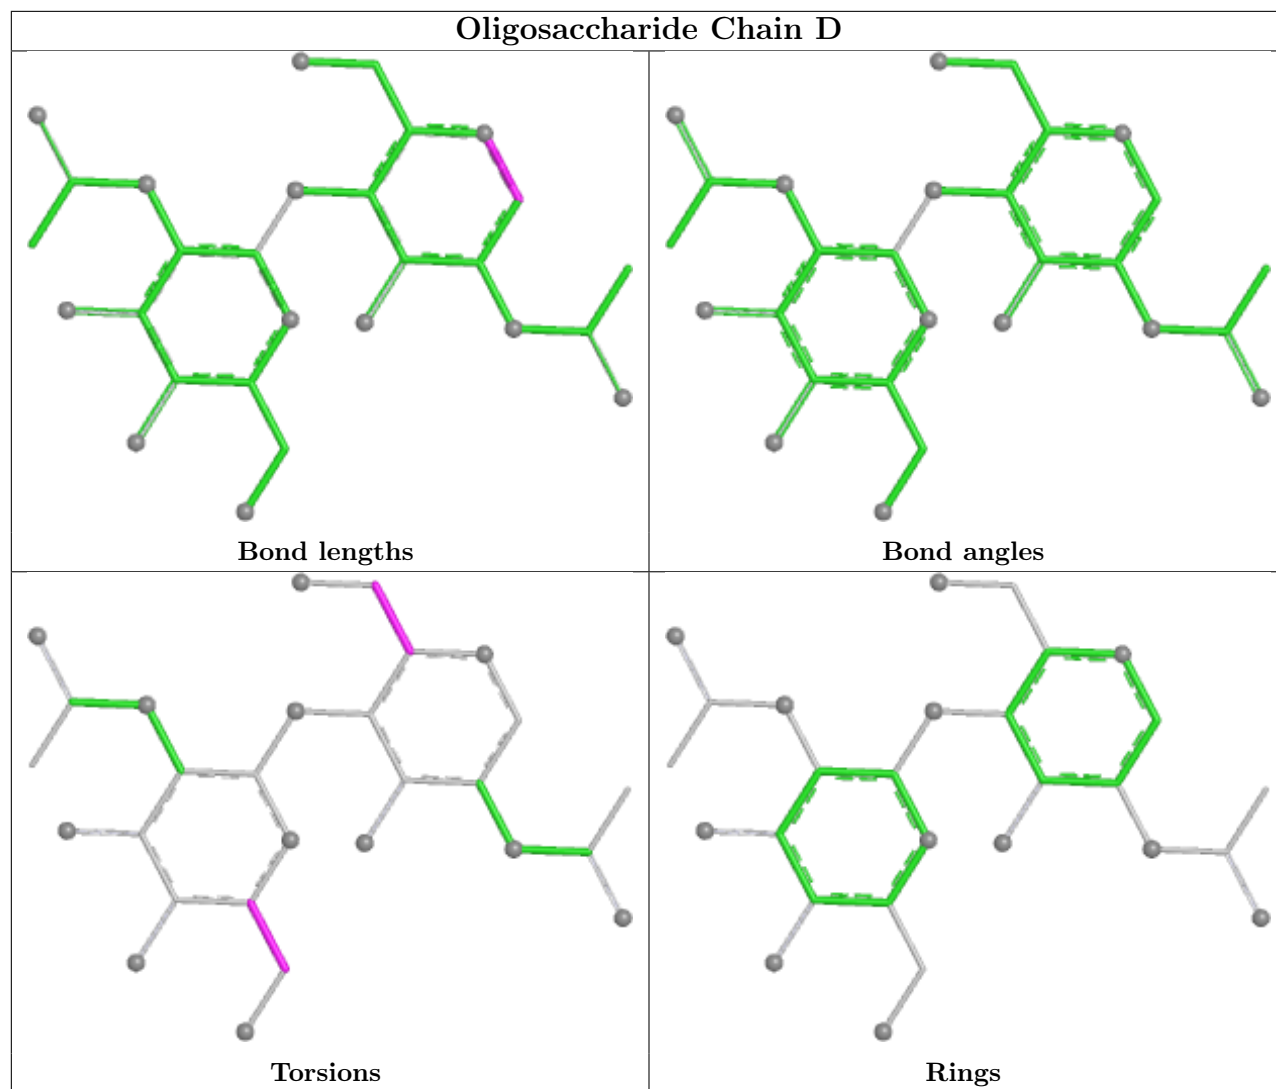 Oligosaccharide Chain D
Bond lengths
Bond angles
Torsions
Rings